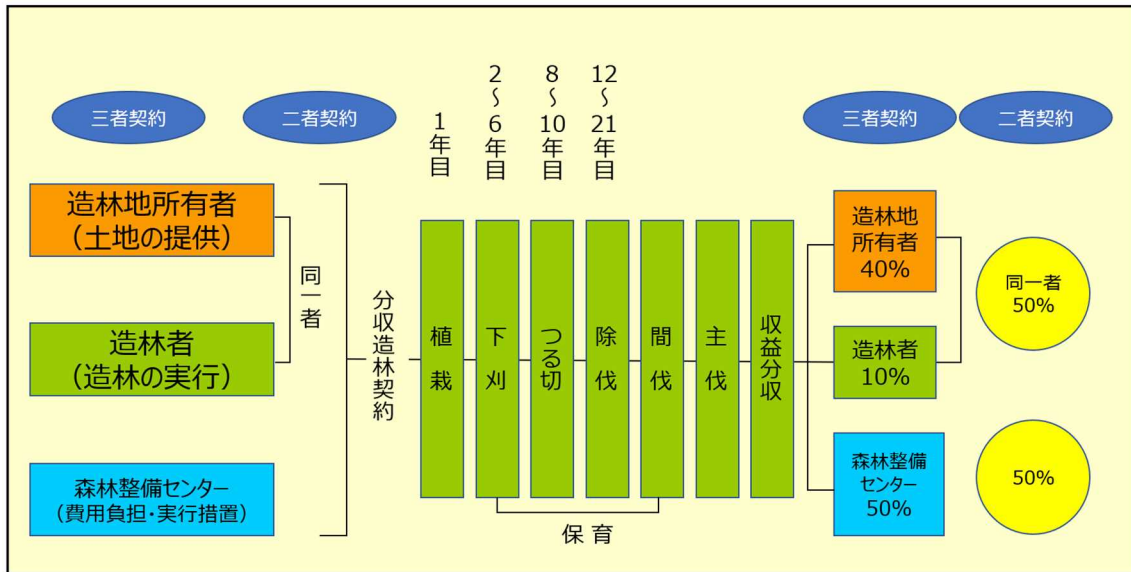 三者契約
二者契約
造林地所有者
(土地の提供)
造林者
(造林の実行)
森林整備センター
(費用負担・実行措置)
同一者
分収造林契約
1年目
2~6年目
8~10年目
12~21年目
植栽
下刈
つる切
除伐
間伐
主伐
収益分収
保育
三者契約
二者契約
造林地
所有者
40%
造林者
10%
森林整備
センター
50%
同一者
50%
50%